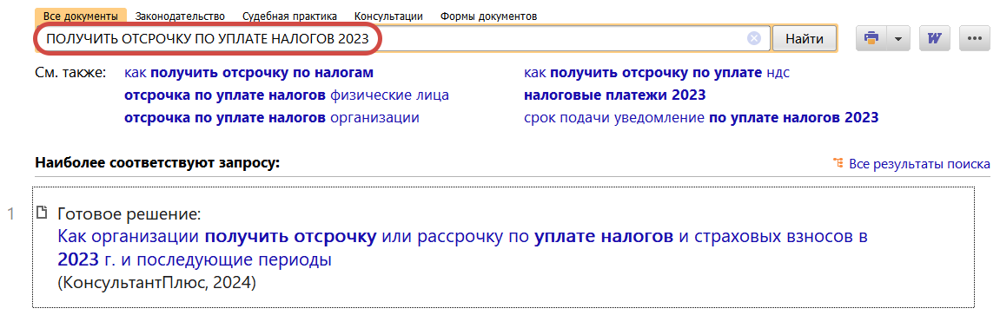 Все документы Законодательство Судебная практика Консультации Формы документов
ПОЛУЧИТЬ ОТСРОЧКУ ПО УПЛАТЕ НАЛОГОВ 2023 Найти W
См. также: как получить отсрочку по налогам как получить отсрочку по уплате ндс
отсрочка по уплате налогов физические лица налоговые платежи 2023
отсрочка по уплате налогов организации срок подачи уведомление по уплате налогов 2023
Наиболее соответствуют запросу: Все результаты поиска
1 Готовое решение:
Как организации получить отсрочку или рассрочку по уплате налогов и страховых взносов в
2023 г. и последующие периоды
(КонсультантПлюс, 2024)